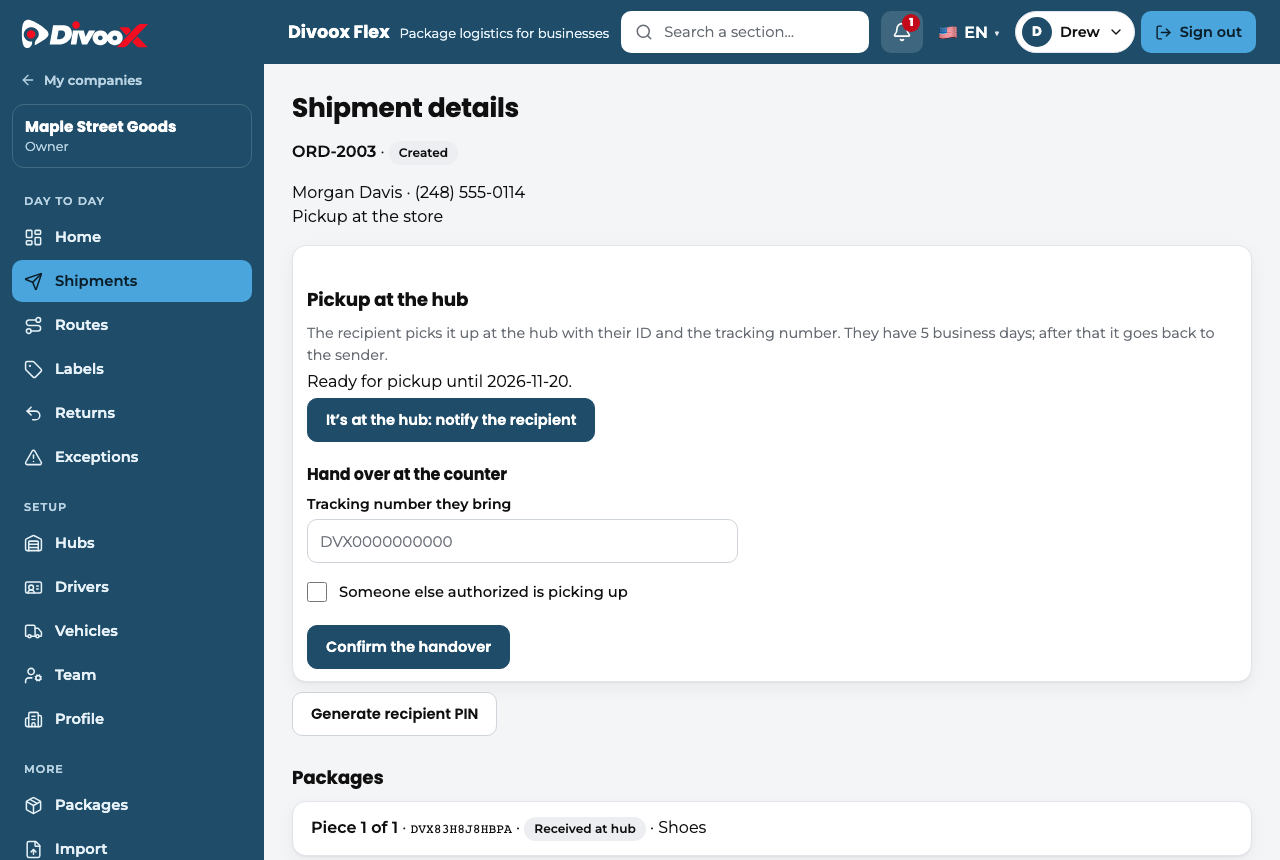 DivooX
Divoox Flex
Package logistics for businesses
Search a section...
1
EN
D
Drew
Sign out
My companies
Maple Street Goods
Owner
DAY TO DAY
Home
Shipments
Routes
Labels
Returns
Exceptions
SETUP
Hubs
Drivers
Vehicles
Team
Profile
MORE
Packages
Import
Shipment details
ORD-2003 · Created
Morgan Davis · (248) 555-0114
Pickup at the store
Pickup at the hub
The recipient picks it up at the hub with their ID and the tracking number. They have 5 business days; after that it goes back to
the sender.
Ready for pickup until 2026-11-20.
It’s at the hub: notify the recipient
Hand over at the counter
Tracking number they bring
DVX0000000000
Someone else authorized is picking up
Confirm the handover
Generate recipient PIN
Packages
Piece 1 of 1 · DVX83H8J8HBPA · Received at hub · Shoes